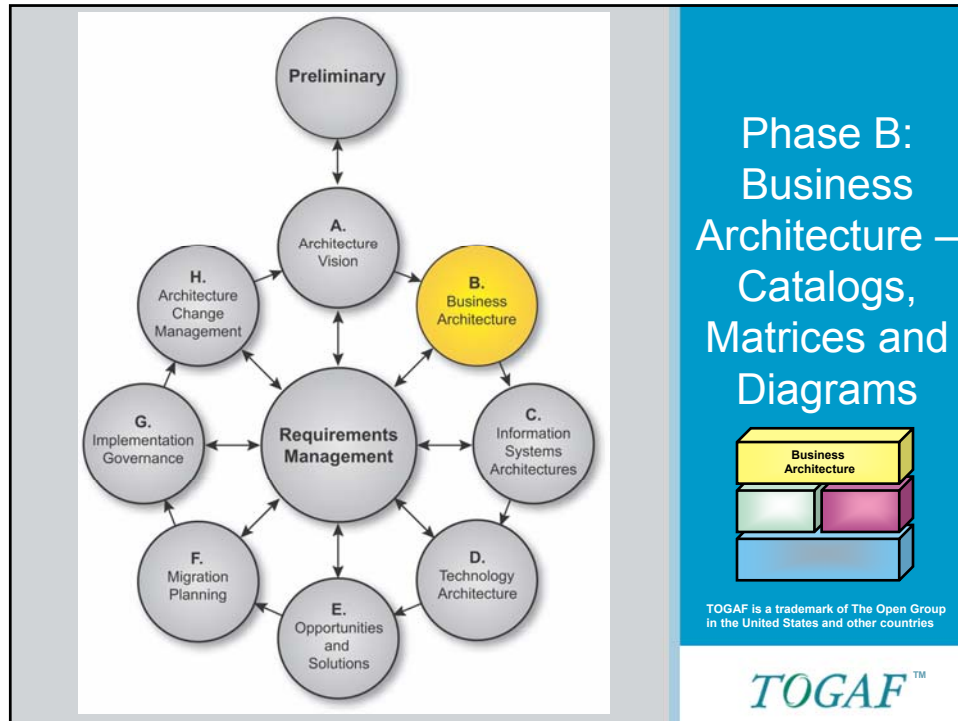 Preliminary
A.
Architecture
Vision
B.
Business
Architecture
H.
Architecture
Change
Management
Requirements
Management
C.
Information
Systems
Architectures
G.
Implementation
Governance
F.
Migration
Planning
D.
Technology
Architecture
E.
Opportunities
and
Solutions
Phase B:
Business
Architecture –
Catalogs,
Matrices and
Diagrams
Business
Architecture
TOGAF is a trademark of The Open Group
in the United States and other countries
TOGAF ™